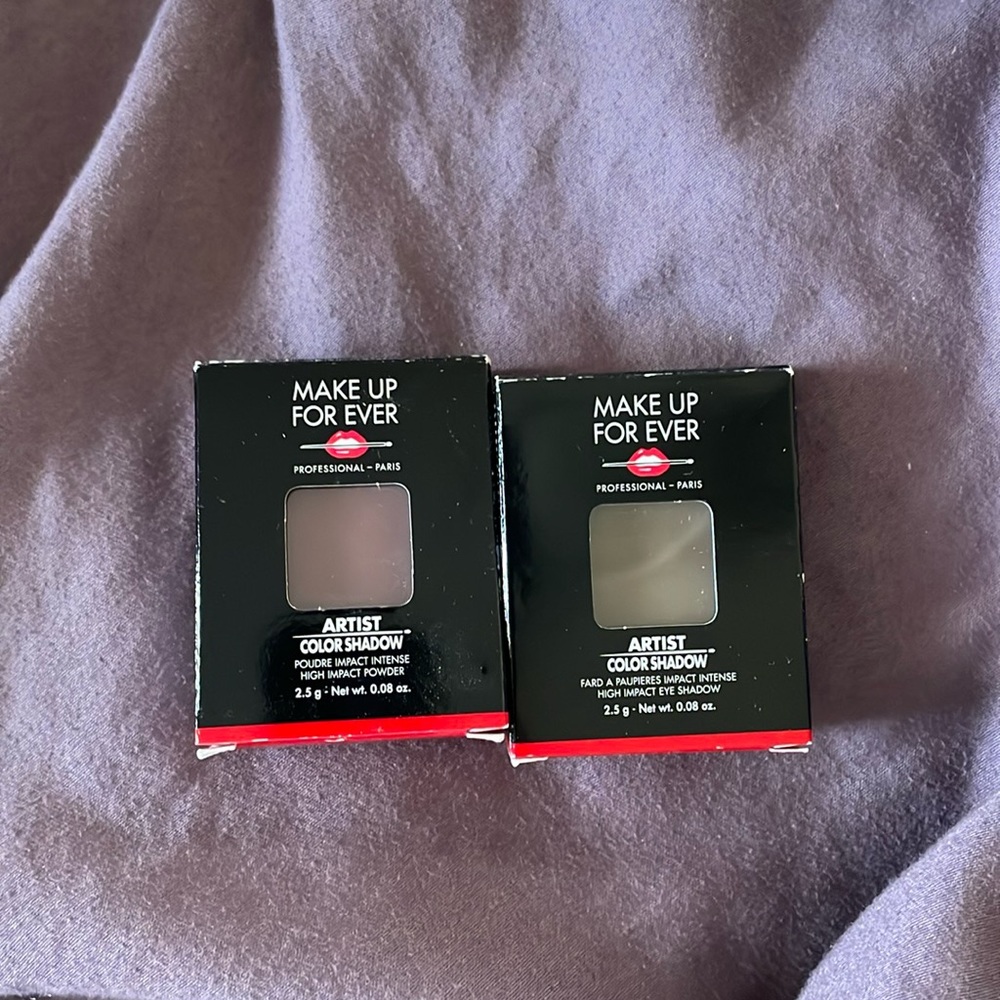 MAKE UP
FOR EVER
PROFESSIONAL – PARIS
ARTIST
COLOR SHADOW
POUDRE IMPACT INTENSE
HIGH IMPACT POWDER
2.5 g - Net wt. 0.08 oz.
MAKE UP
FOR EVER
PROFESSIONAL – PARIS
ARTIST
COLOR SHADOW
FARD A PAUPIERES IMPACT INTENSE
HIGH IMPACT EYE SHADOW
2.5 g - Net wt. 0.08 oz.